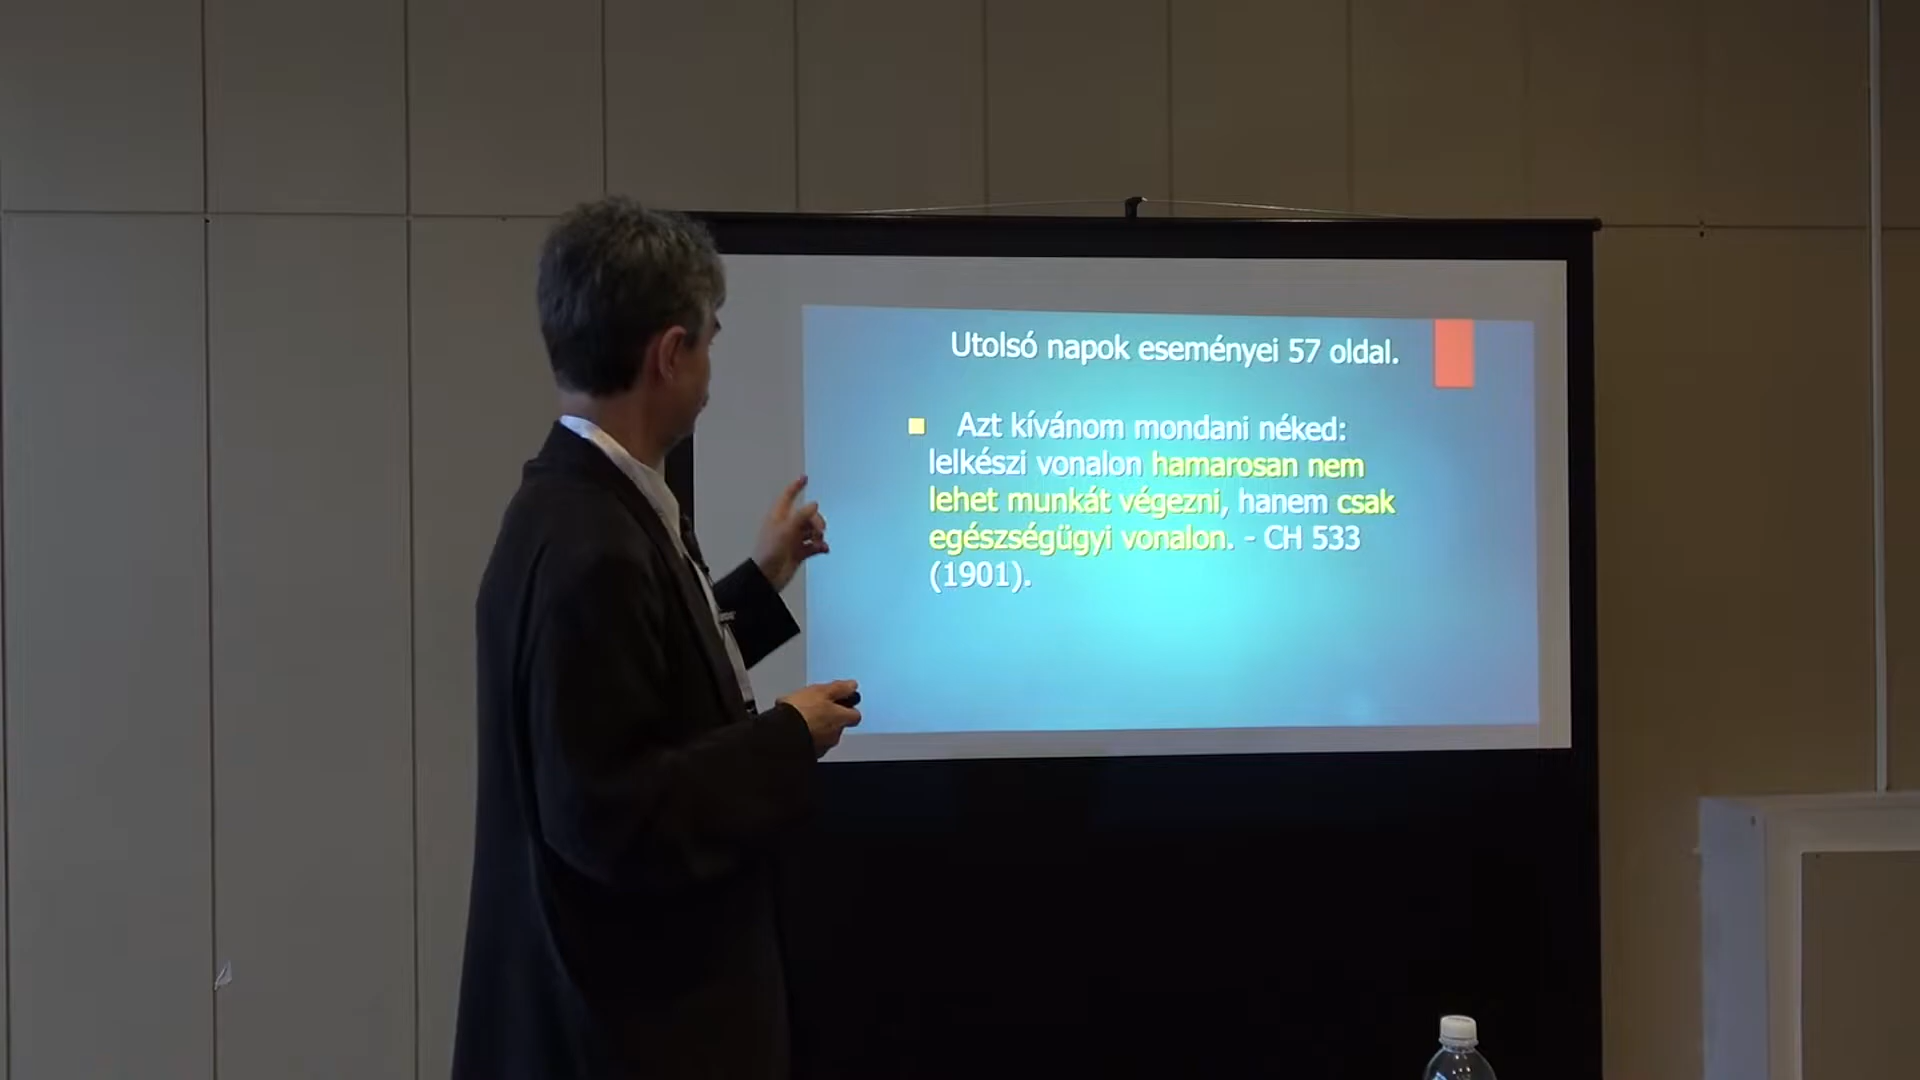 Utolsó napok eseményei 57 oldal.
Azt kívánom mondani néked:
lelkészi vonalon hamarosan nem
lehet munkát végezni, hanem csak
egészségügyi vonalon. - CH 533
(1901).